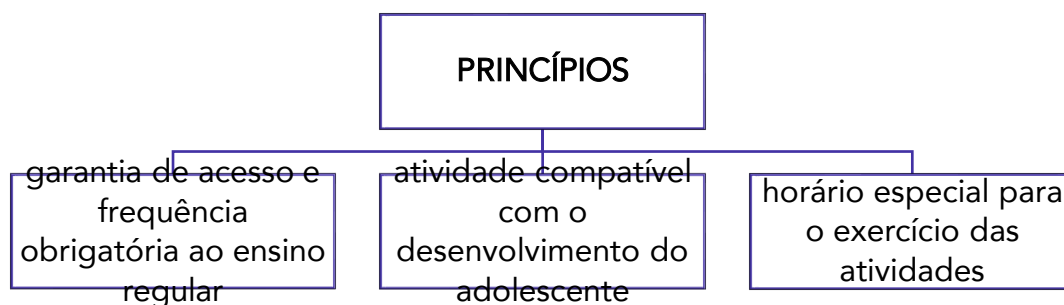 PRINCÍPIOS
garantia de acesso e
frequência
obrigatória ao ensino
regular
atividade compatível
com o
desenvolvimento do
adolescente
horário especial para
o exercício das
atividades